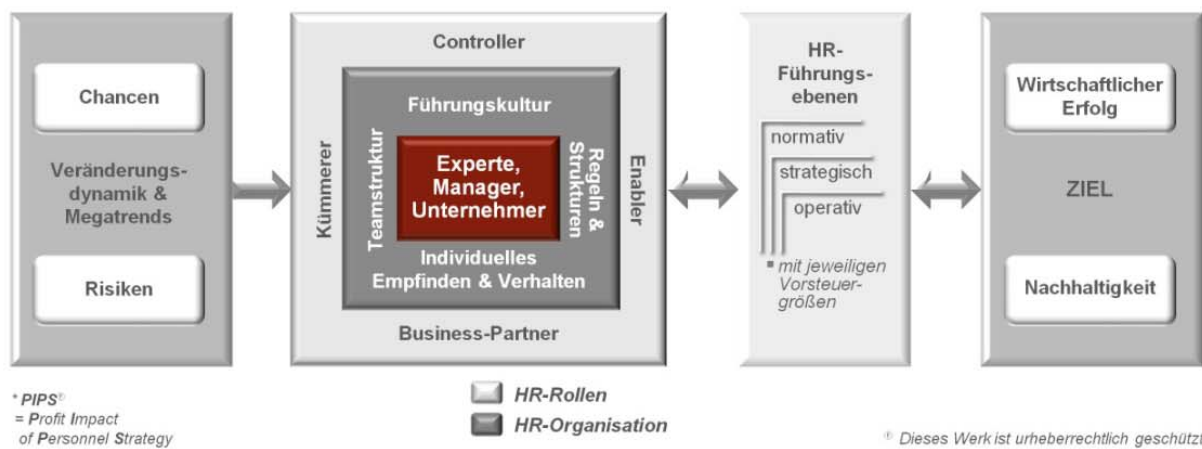 Chancen
Veränderungs-
dynamik &
Megatrends
Risiken
Controller
Kümmerer
Führungskultur
Teamstruktur
Experte,
Manager,
Unternehmer
Regeln &
Strukturen
Enabler
Individuelles
Empfinden & Verhalten
Business-Partner
HR-
Führungs-
ebenen
normativ
strategisch
operativ
▪ mit jeweiligen
Vorsteuer-
größen
Wirtschaftlicher
Erfolg
ZIEL
Nachhaltigkeit
* PIPS®
= Profit Impact
of Personnel Strategy
HR-Rollen
HR-Organisation
® Dieses Werk ist urheberrechtlich geschützt